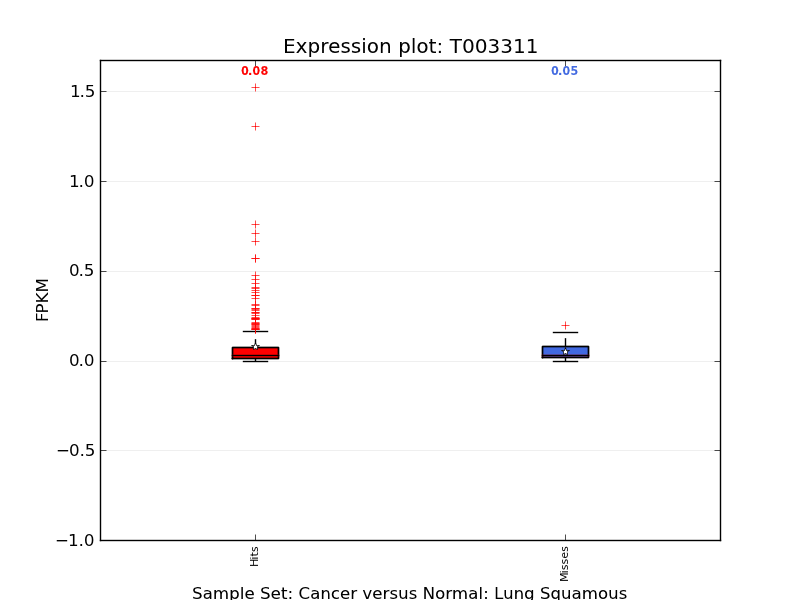 Expression plot: T003311
0.08
0.05
1.5
1.0
0.5
0.0
−0.5
−1.0
FPKM
Hits
Misses
Sample Set: Cancer versus Normal: Lung Squamous